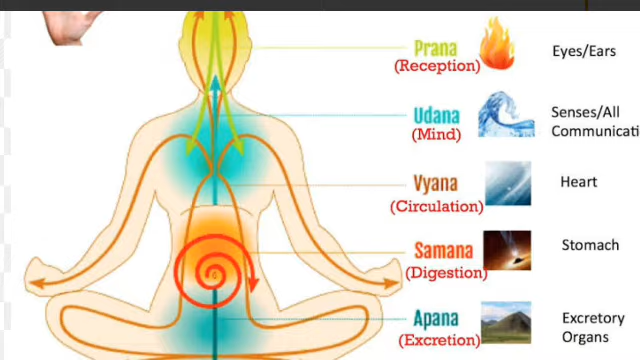 Prana
(Reception)
Eyes/Ears
Udana
(Mind)
Senses/All
Communicati
Vyana
(Circulation)
Heart
Samana
(Digestion)
Stomach
Apana
(Excretion)
Excretory
Organs